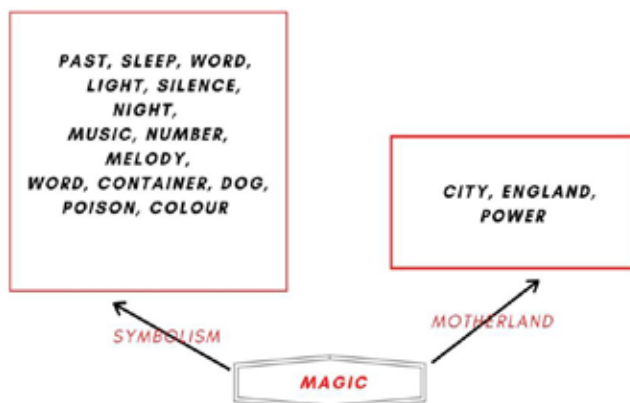 PAST, SLEEP, WORD,
LIGHT, SILENCE,
NIGHT,
MUSIC, NUMBER,
MELODY,
WORD, CONTAINER, DOG,
POISON, COLOUR
CITY, ENGLAND,
POWER
SYMBOLISM
MOTHERLAND
MAGIC